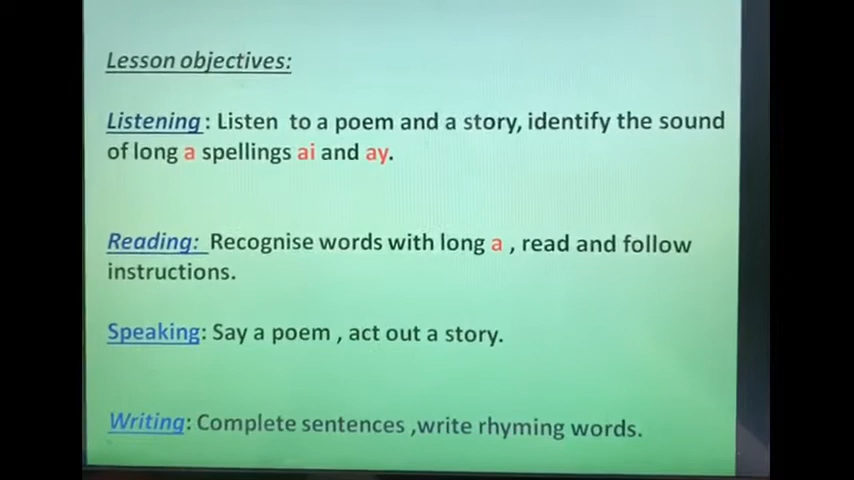 Lesson objectives:
Listening : Listen to a poem and a story, identify the sound
of long a spellings ai and ay.
Reading: Recognise words with long a , read and follow
instructions.
Speaking: Say a poem , act out a story.
Writing: Complete sentences ,write rhyming words.